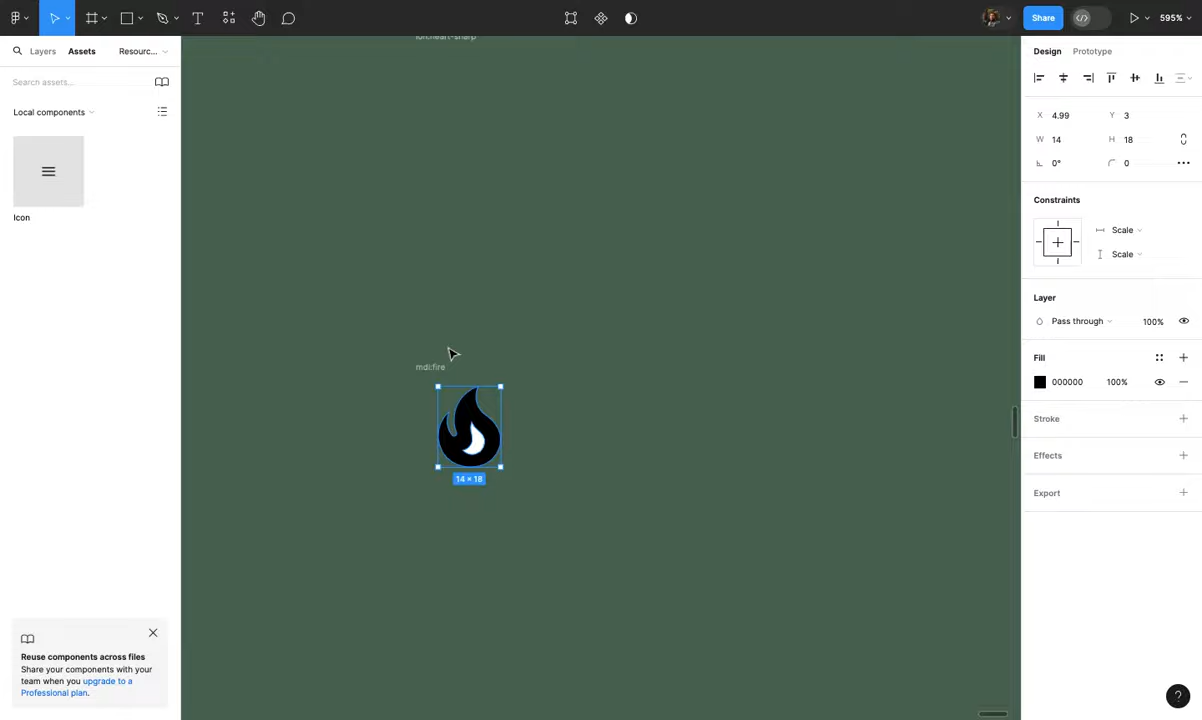 Share
595%
Layers
Assets
Resourc...
Search assets...
Local components
Icon
Reuse components across files
Share your components with your
team when you upgrade to a
Professional plan.
mdi:fire
14 × 18
Design
Prototype
X 4.99
Y 3
W 14
H 18
0°
0
Constraints
Scale
Scale
Layer
Pass through
100%
Fill
000000
100%
Stroke
Effects
Export
?